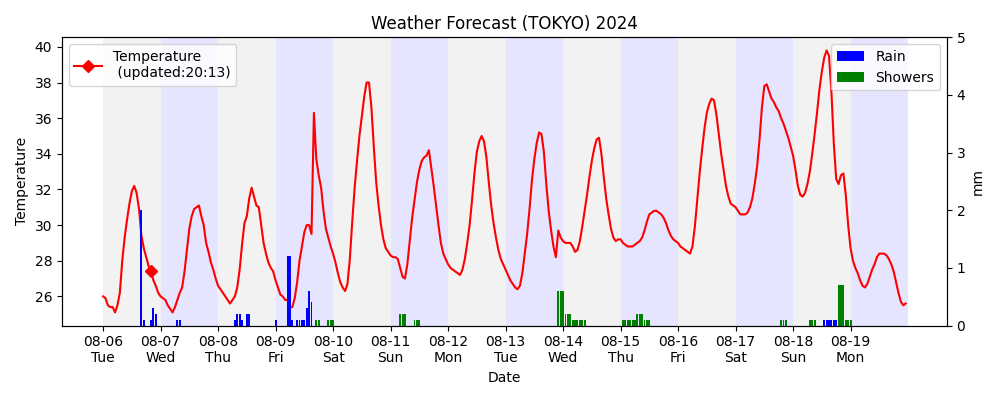 Weather Forecast (TOKYO) 2024
Temperature
(updated:20:13)
Rain
Showers
Temperature
40
38
36
34
32
30
28
26
5
4
3
2
1
0
mm
08-06 08-07 08-08 08-09 08-10 08-11 08-12 08-13 08-14 08-15 08-16 08-17 08-18 08-19
Tue Wed Thu Fri Sat Sun Mon Tue Wed Thu Fri Sat Sun Mon
Date